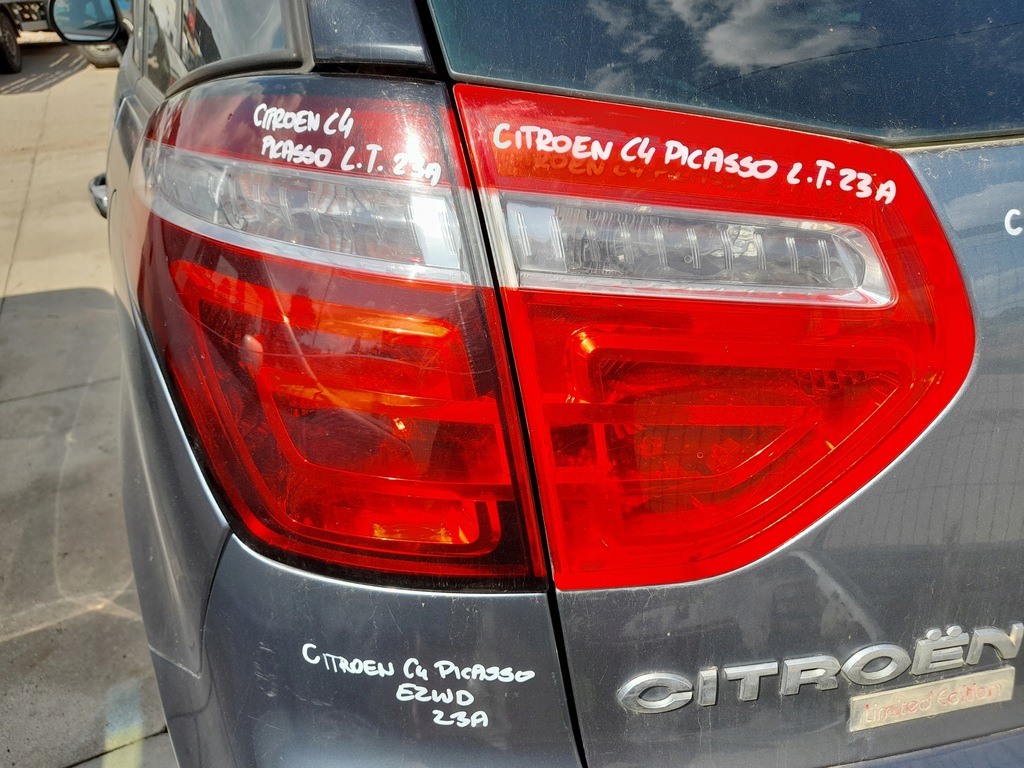 CITROEN C4
PICASSO L.T. 23A
CITROEN C4 PICASSO L.T. 23A
C
CITROEN C4 PICASSO
EZWD
23A
CITROËN
Limited Edition